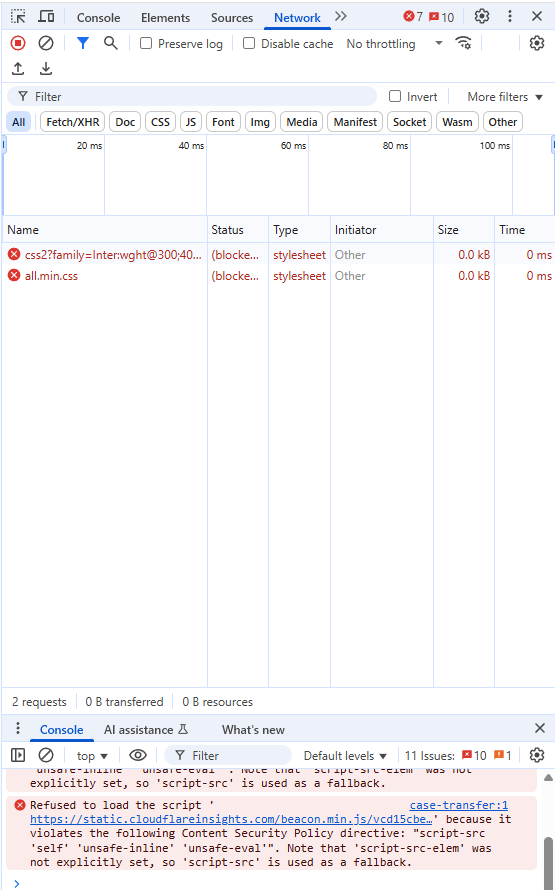 Console Elements Sources Network 7 10
Preserve log Disable cache No throttling
Filter Invert More filters
All Fetch/XHR Doc CSS JS Font Img Media Manifest Socket Wasm Other
20 ms 40 ms 60 ms 80 ms 100 ms
Name Status Type Initiator Size Time
css2?family=Inter:wght@300;40... (blocke... stylesheet Other 0.0 kB 0 ms
all.min.css (blocke... stylesheet Other 0.0 kB 0 ms
2 requests 0 B transferred 0 B resources
Console AI assistance What's new
top Filter Default levels 11 Issues: 10 1
'unsafe-inline' 'unsafe-eval'". Note that 'script-src-elem' was not
explicitly set, so 'script-src' is used as a fallback.
Refused to load the script ' case-transfer:1
https://static.cloudflareinsights.com/beacon.min.js/vcd15cbe…' because it
violates the following Content Security Policy directive: "script-src
'self' 'unsafe-inline' 'unsafe-eval'". Note that 'script-src-elem' was
not explicitly set, so 'script-src' is used as a fallback.